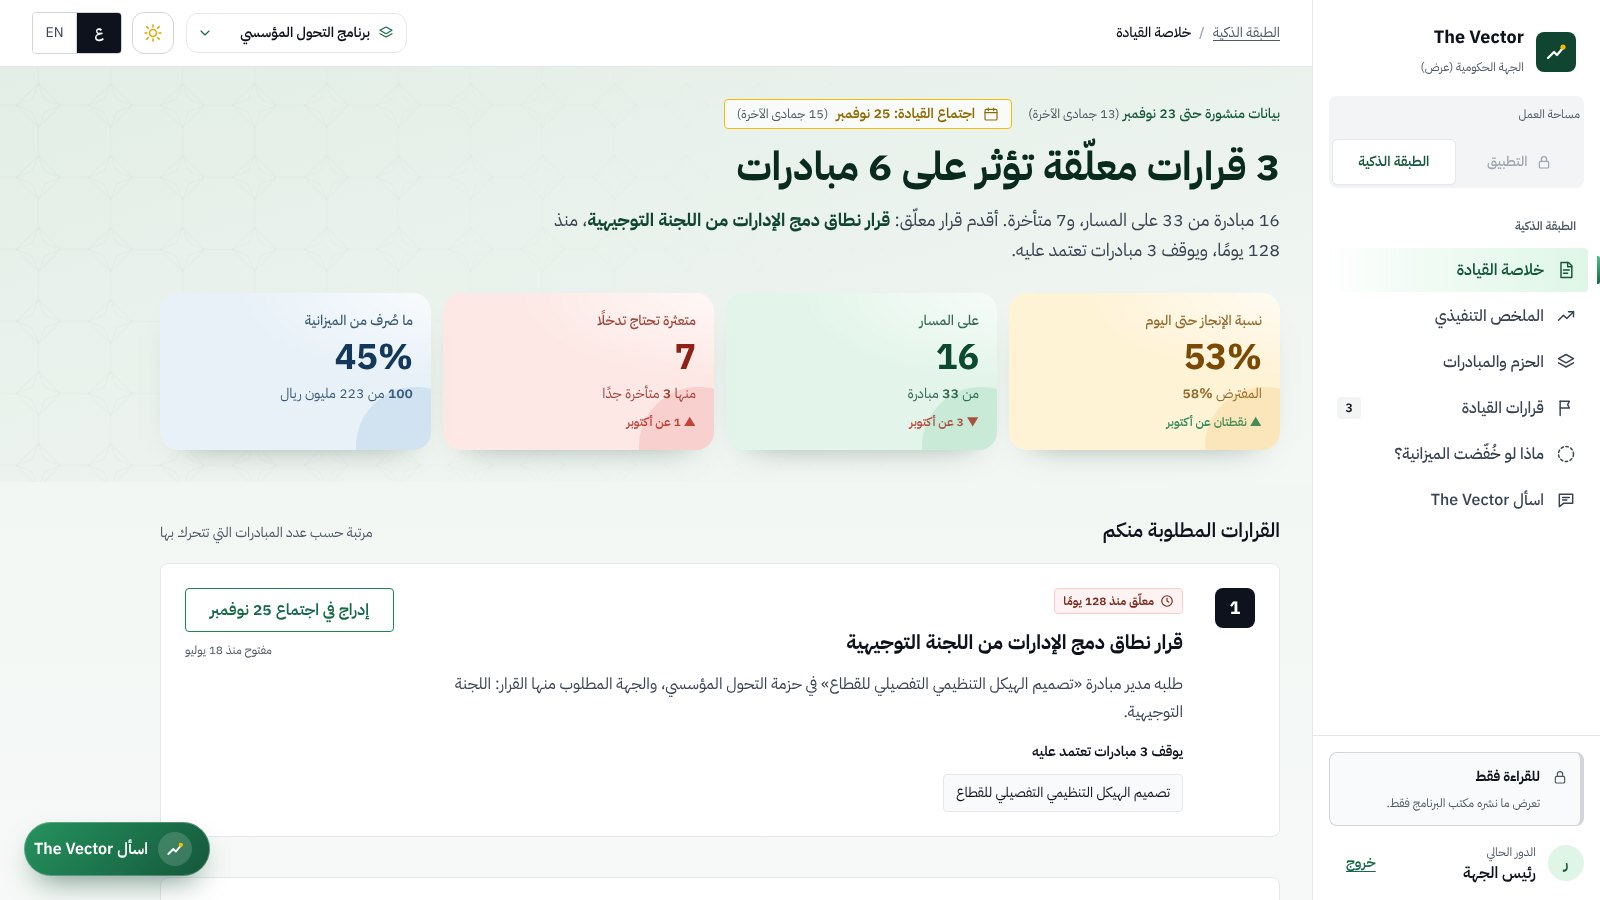 The Vector
الجهة الحكومية (عرض)
مساحة العمل
التطبيق
الطبقة الذكية
الطبقة الذكية
خلاصة القيادة
الملخص التنفيذي
الحزم والمبادرات
قرارات القيادة
3
ماذا لو خُفّضت الميزانية؟
اسأل The Vector
للقراءة فقط
تعرض ما نشره مكتب البرنامج فقط.
ر
الدور الحالي
رئيس الجهة
خروج
الطبقة الذكية / خلاصة القيادة
برنامج التحول المؤسسي
ع
EN
بيانات منشورة حتى 23 نوفمبر (13 جمادى الآخرة)
اجتماع القيادة: 25 نوفمبر (15 جمادى الآخرة)
3 قرارات معلّقة تؤثر على 6 مبادرات
16 مبادرة من 33 على المسار، و7 متأخرة. أقدم قرار معلّق: قرار نطاق دمج الإدارات من اللجنة التوجيهية، منذ
128 يومًا، ويوقف 3 مبادرات تعتمد عليه.
نسبة الإنجاز حتى اليوم
53%
المفترض 58%
▲ نقطتان عن أكتوبر
على المسار
16
من 33 مبادرة
▼ 3 عن أكتوبر
متعثرة تحتاج تدخلًا
7
منها 3 متأخرة جدًا
▲ 1 عن أكتوبر
ما صُرف من الميزانية
45%
100 من 223 مليون ريال
القرارات المطلوبة منكم
مرتبة حسب عدد المبادرات التي تتحرك بها
1
معلّق منذ 128 يومًا
قرار نطاق دمج الإدارات من اللجنة التوجيهية
طلبه مدير مبادرة «تصميم الهيكل التنظيمي التفصيلي للقطاع» في حزمة التحول المؤسسي، والجهة المطلوب منها القرار: اللجنة
التوجيهية.
يوقف 3 مبادرات تعتمد عليه
تصميم الهيكل التنظيمي التفصيلي للقطاع
إدراج في اجتماع 25 نوفمبر
مفتوح منذ 18 يوليو
اسأل The Vector